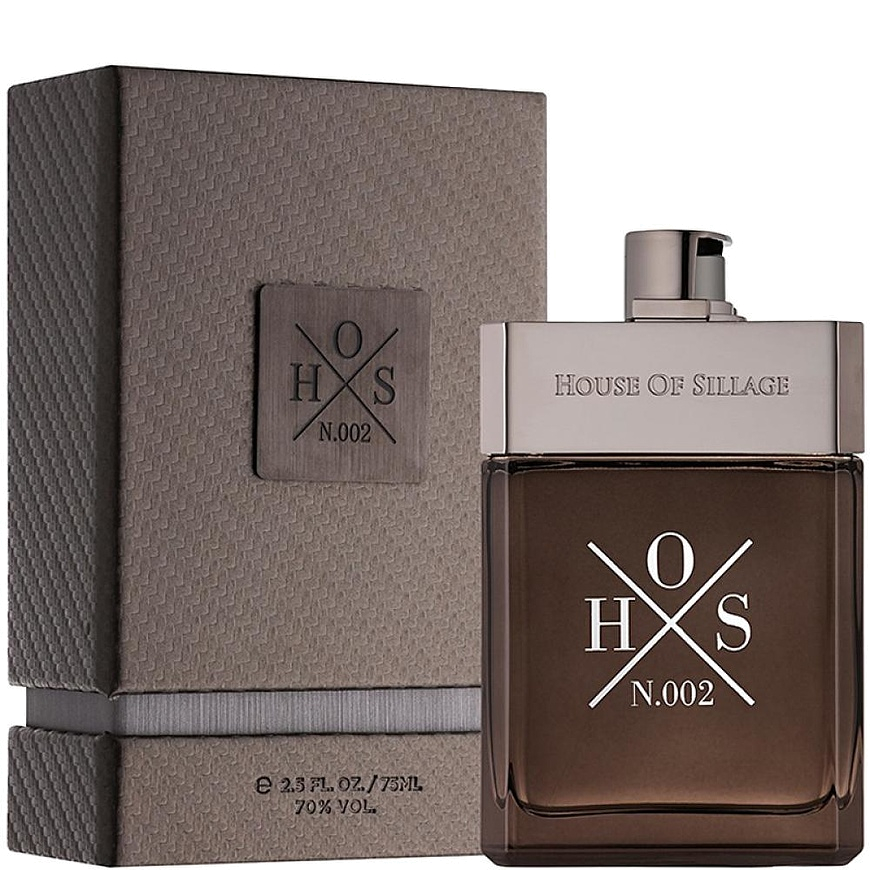 O
H S
N.002
℮ 2.5 FL. OZ./75ML
70% VOL.
HOUSE OF SILLAGE
O
H S
N.002